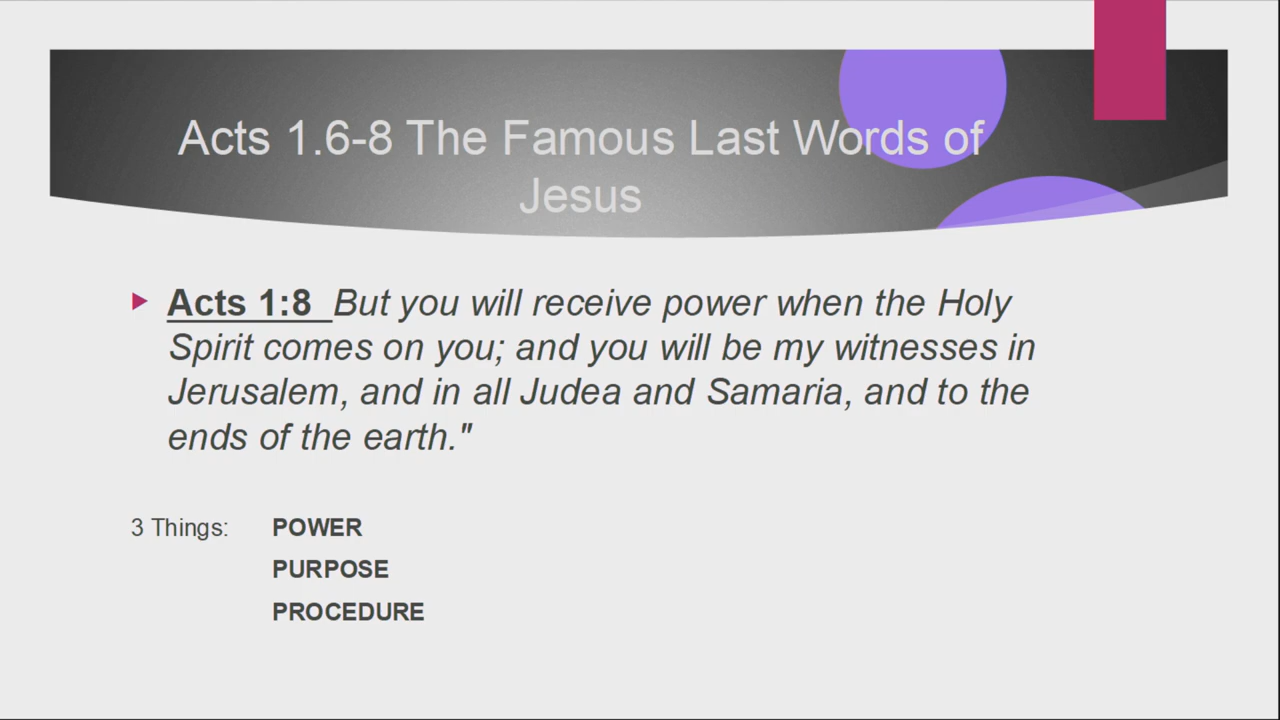 Acts 1.6-8 The Famous Last Words of
Jesus
Acts 1:8 But you will receive power when the Holy
Spirit comes on you; and you will be my witnesses in
Jerusalem, and in all Judea and Samaria, and to the
ends of the earth."
3 Things: POWER
PURPOSE
PROCEDURE